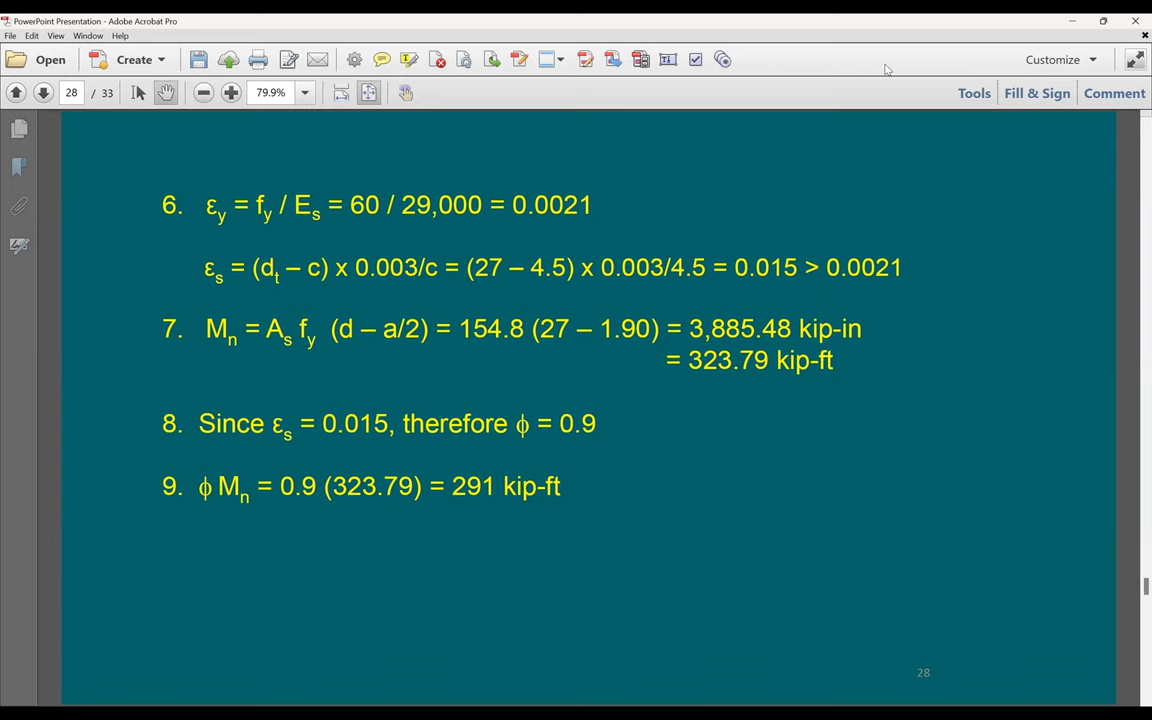 PowerPoint Presentation - Adobe Acrobat Pro
File Edit View Window Help
Open Create Customize
28 / 33 79.9% Tools Fill & Sign Comment
6. εy = fy / Es = 60 / 29,000 = 0.0021
εs = (dt – c) x 0.003/c = (27 – 4.5) x 0.003/4.5 = 0.015 > 0.0021
7. Mn = As fy (d – a/2) = 154.8 (27 – 1.90) = 3,885.48 kip-in
= 323.79 kip-ft
8. Since εs = 0.015, therefore ϕ = 0.9
9. ϕ Mn = 0.9 (323.79) = 291 kip-ft
28